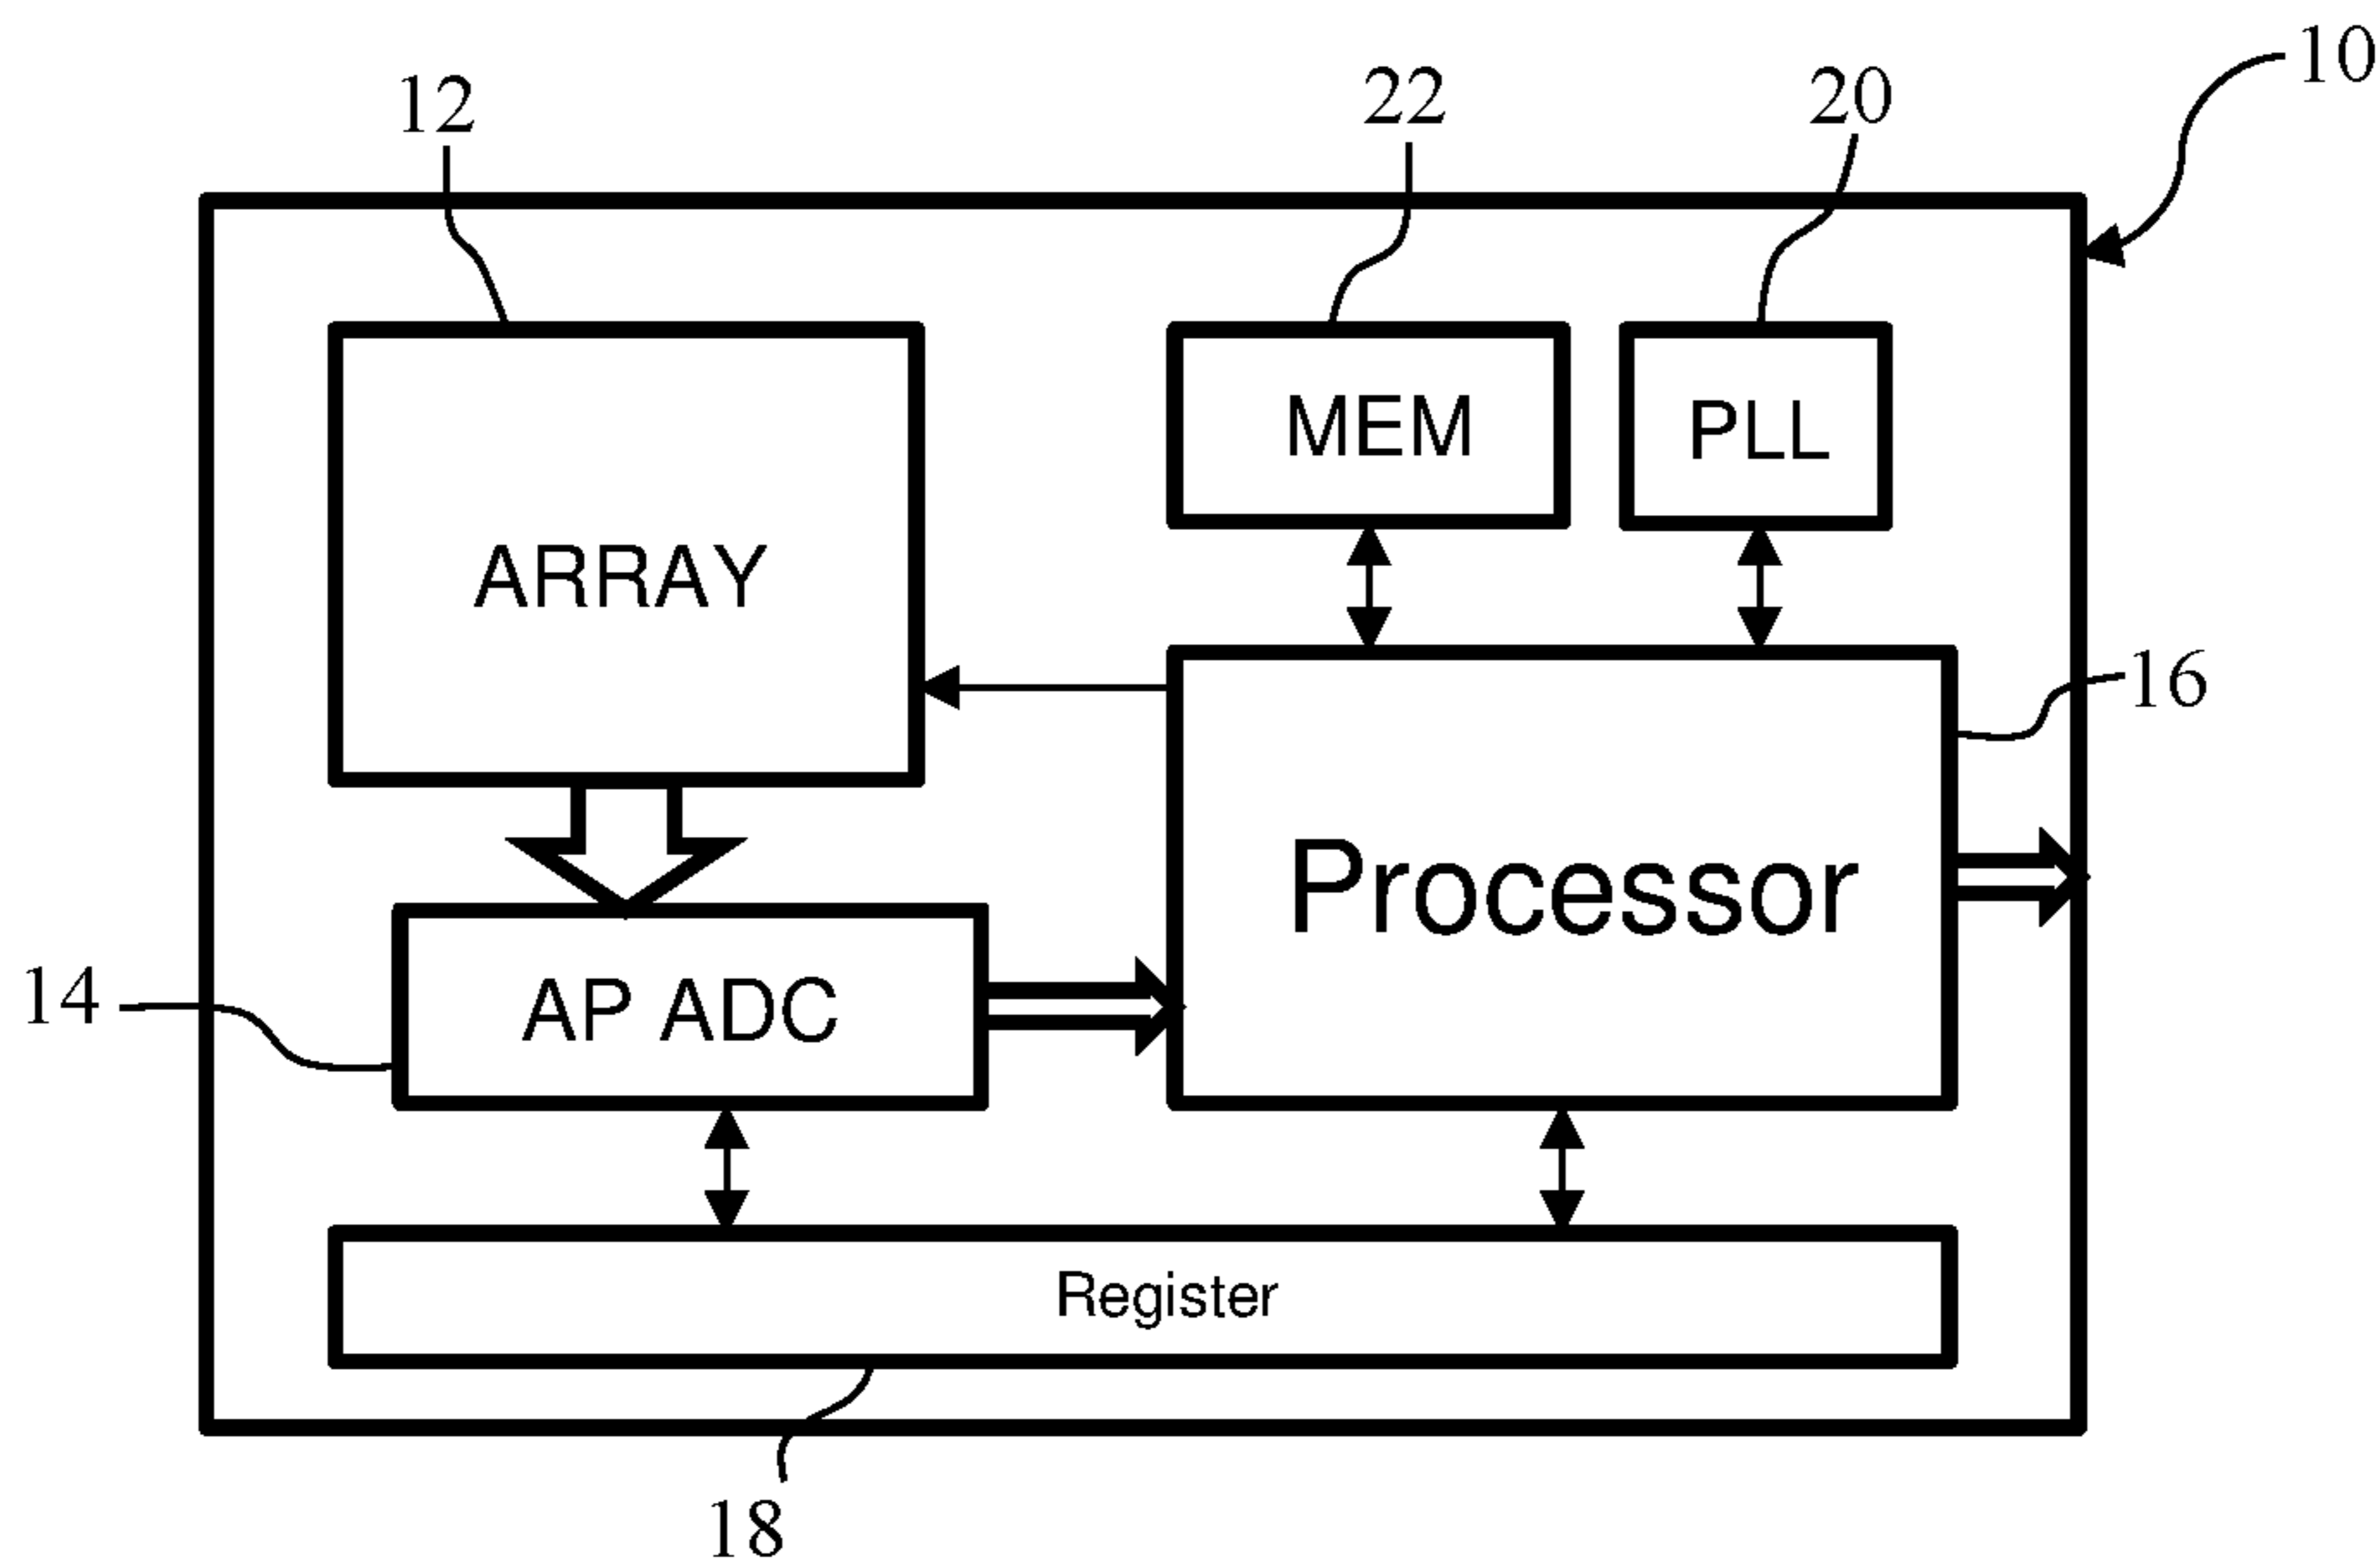 10
12
22
20
MEM
PLL
ARRAY
16
Processor
14
AP ADC
Register
18